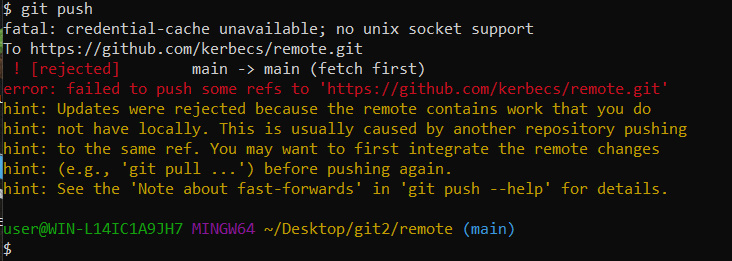 $ git push
fatal: credential-cache unavailable; no unix socket support
To https://github.com/kerbecs/remote.git
 ! [rejected]        main -> main (fetch first)
error: failed to push some refs to 'https://github.com/kerbecs/remote.git'
hint: Updates were rejected because the remote contains work that you do
hint: not have locally. This is usually caused by another repository pushing
hint: to the same ref. You may want to first integrate the remote changes
hint: (e.g., 'git pull ...') before pushing again.
hint: See the 'Note about fast-forwards' in 'git push --help' for details.
user@WIN-L14IC1A9JH7 MINGW64 ~/Desktop/git2/remote (main)
$